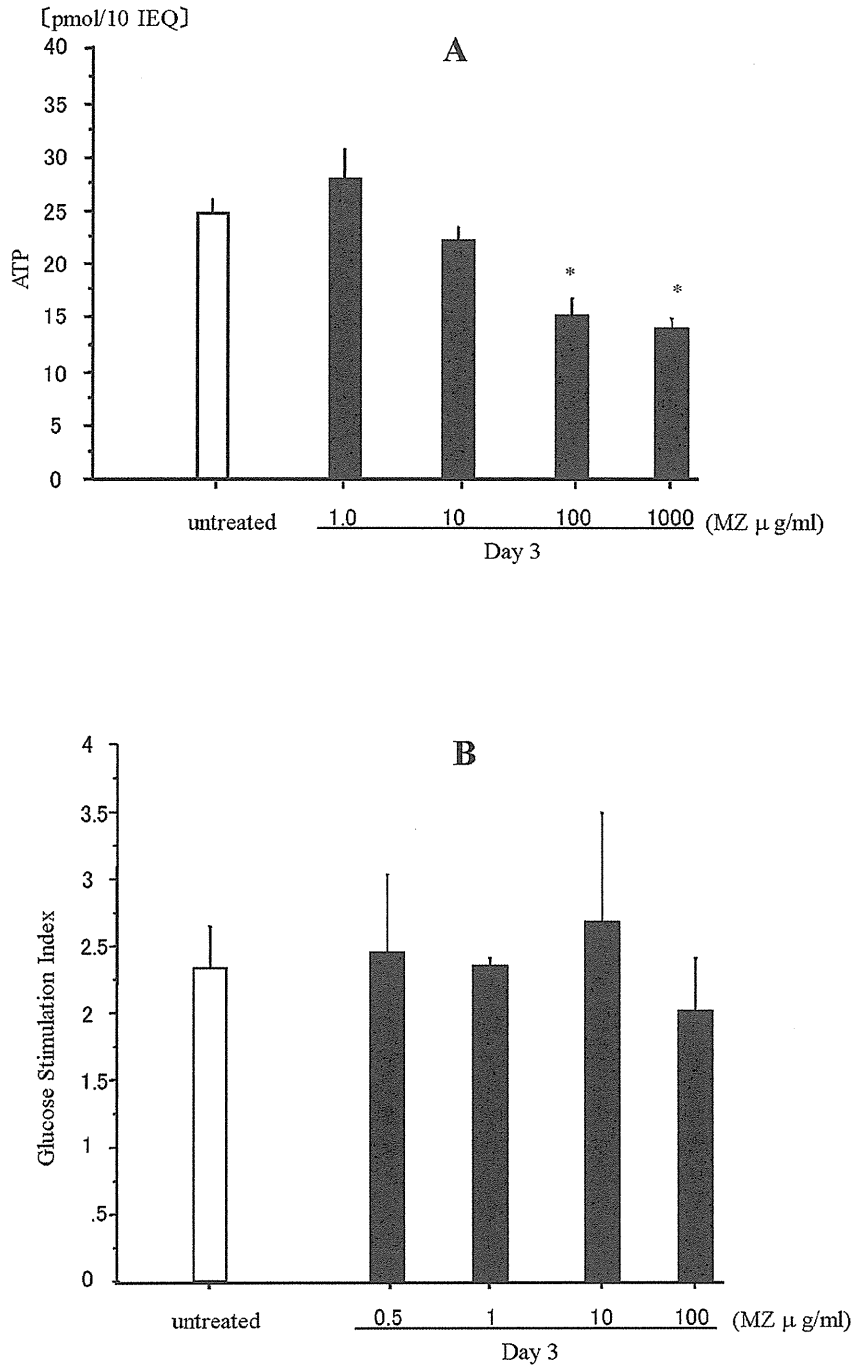 〔pmol/10 IEQ〕
A
40
35
30
25
20
15
10
5
0
ATP
*
*
untreated
1.0 10 100 1000 (MZ μ g/ml)
Day 3
B
4
3.5
3
2.5
2
1.5
1
.5
0
Glucose Stimulation Index
untreated
0.5 1 10 100 (MZ μ g/ml)
Day 3